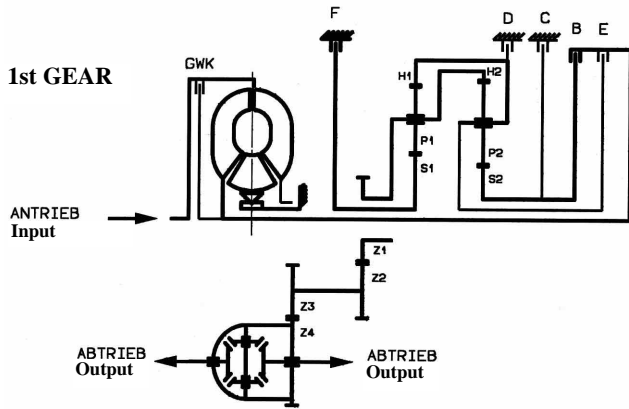 F
D
C
B
E
1st GEAR
GWK
H1
H2
P1
S1
P2
S2
ANTRIEB
Input
Z1
Z2
Z3
Z4
ABTRIEB
Output
ABTRIEB
Output